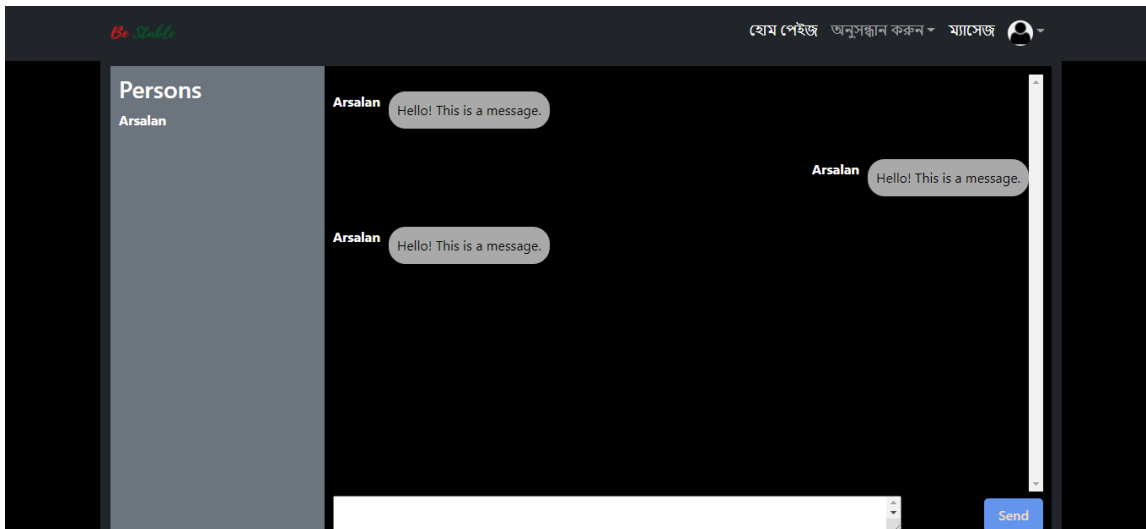 Be Stable
হোম পেইজ অনুসন্ধান করুন ম্যাসেজ
Persons
Arsalan
Arsalan Hello! This is a message.
Arsalan Hello! This is a message.
Arsalan Hello! This is a message.
Send